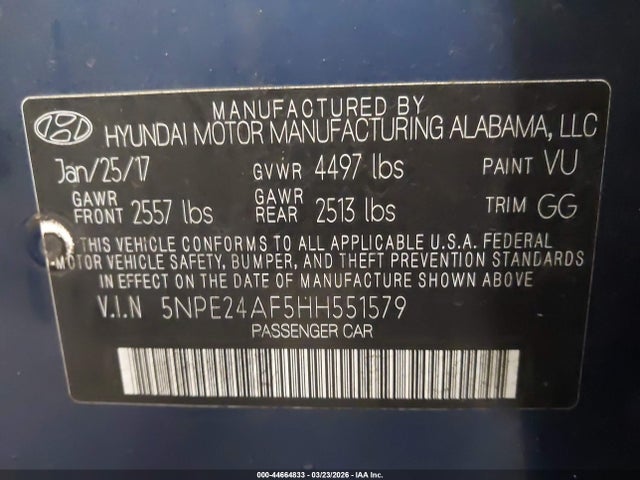 MANUFACTURED BY
HYUNDAI MOTOR MANUFACTURING ALABAMA, LLC
Jan/25/17 GVWR 4497 lbs PAINT VU
GAWR FRONT 2557 lbs GAWR REAR 2513 lbs TRIM GG
THIS VEHICLE CONFORMS TO ALL APPLICABLE U.S.A. FEDERAL
MOTOR VEHICLE SAFETY, BUMPER, AND THEFT PREVENTION STANDARDS
IN EFFECT ON THE DATE OF MANUFACTURE SHOWN ABOVE.
V.I.N 5NPE24AF5HH551579
PASSENGER CAR
000-44664833 - 03/23/2026 - IAA Inc.